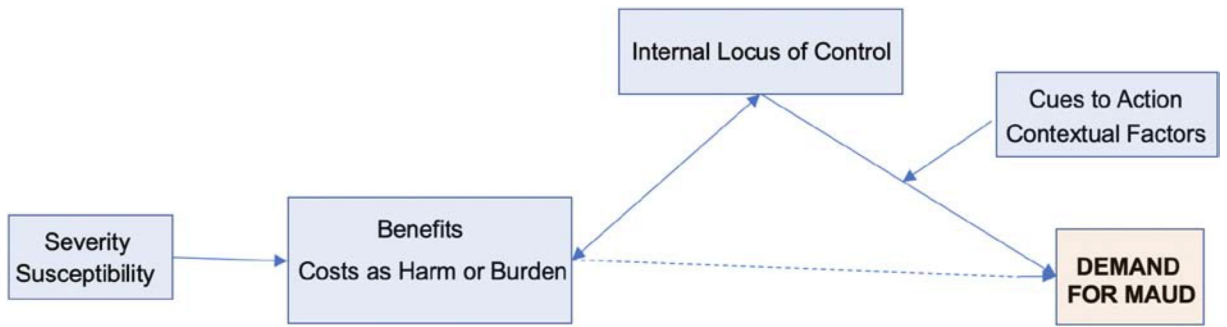 Internal Locus of Control
Cues to Action
Contextual Factors
Severity
Susceptibility
Benefits
Costs as Harm or Burden
DEMAND
FOR MAUD